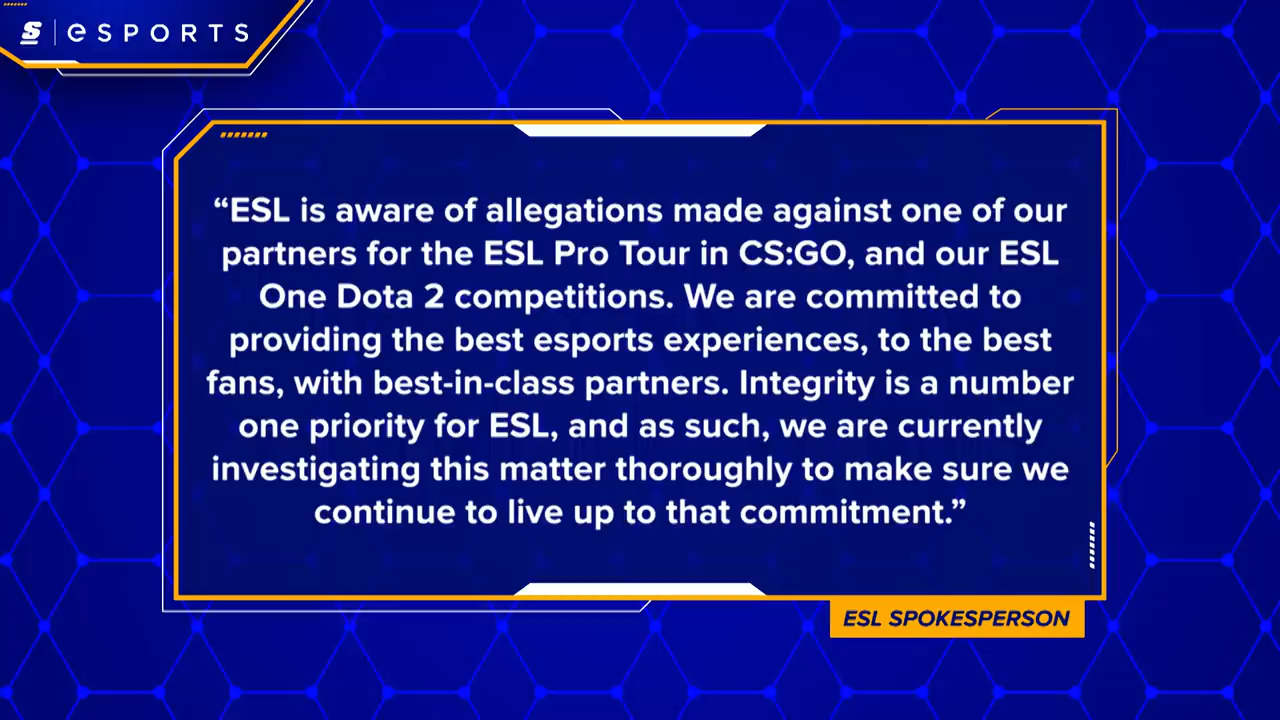 eSPORTS
“ESL is aware of allegations made against one of our
partners for the ESL Pro Tour in CS:GO, and our ESL
One Dota 2 competitions. We are committed to
providing the best esports experiences, to the best
fans, with best-in-class partners. Integrity is a number
one priority for ESL, and as such, we are currently
investigating this matter thoroughly to make sure we
continue to live up to that commitment.”
ESL SPOKESPERSON